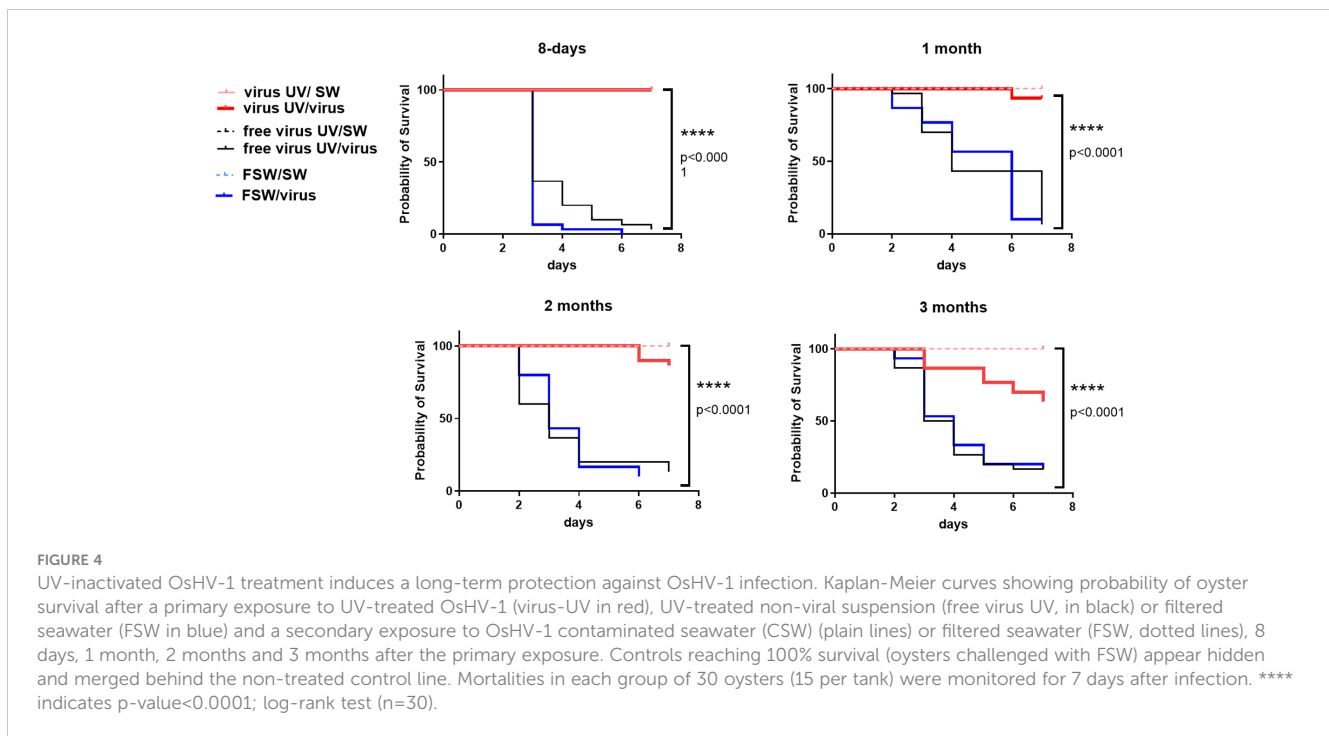 8-days
1 month
virus UV/ SW
virus UV/virus
free virus UV/SW
free virus UV/virus
FSW/SW
FSW/virus
Probability of Survival
100
50
0
0 2 4 6 8
days
****
p<0.000
1
Probability of Survival
100
50
0
0 2 4 6 8
days
****
p<0.0001
2 months
3 months
Probability of Survival
100
50
0
0 2 4 6 8
days
****
p<0.0001
Probability of Survival
100
50
0
0 2 4 6 8
days
****
p<0.0001
FIGURE 4
UV-inactivated OsHV-1 treatment induces a long-term protection against OsHV-1 infection. Kaplan-Meier curves showing probability of oyster
survival after a primary exposure to UV-treated OsHV-1 (virus-UV in red), UV-treated non-viral suspension (free virus UV, in black) or filtered
seawater (FSW in blue) and a secondary exposure to OsHV-1 contaminated seawater (CSW) (plain lines) or filtered seawater (FSW, dotted lines), 8
days, 1 month, 2 months and 3 months after the primary exposure. Controls reaching 100% survival (oysters challenged with FSW) appear hidden
and merged behind the non-treated control line. Mortalities in each group of 30 oysters (15 per tank) were monitored for 7 days after infection. ****
indicates p-value<0.0001; log-rank test (n=30).